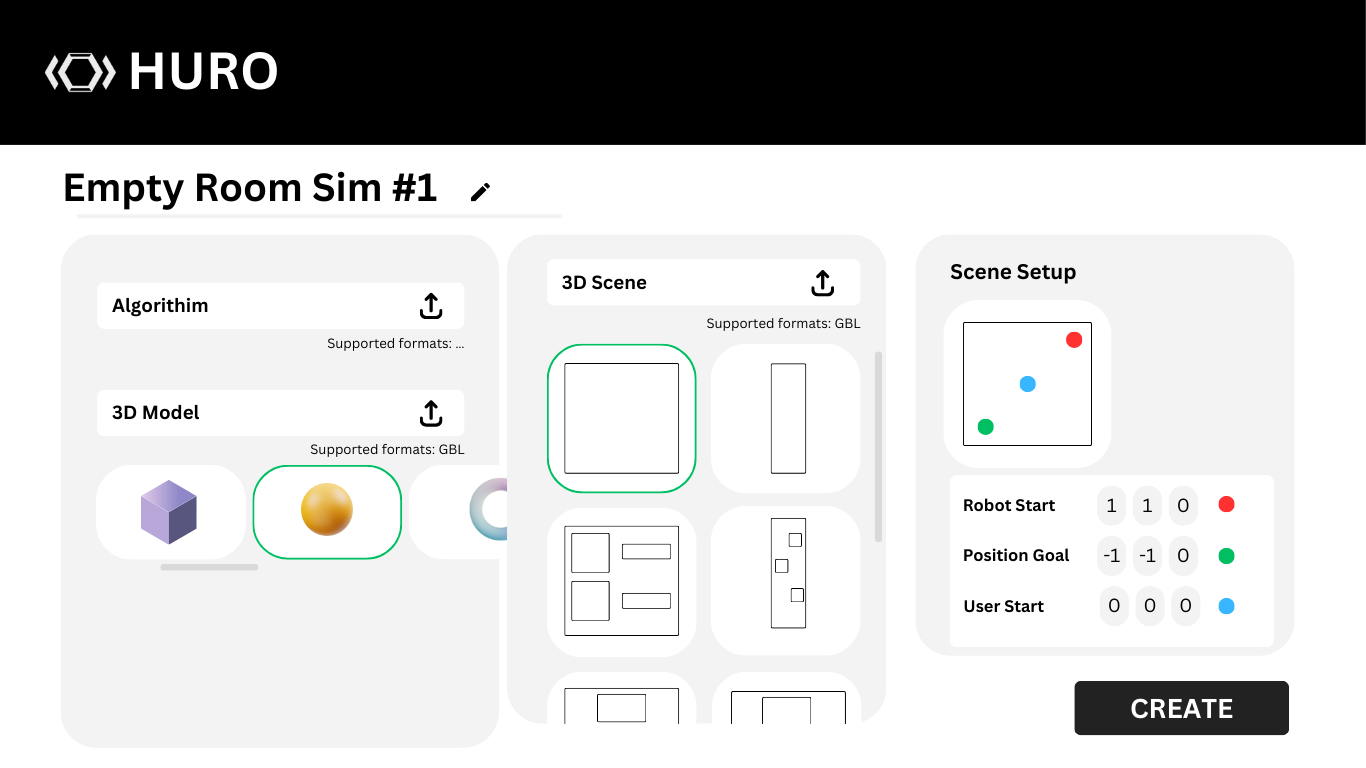 HURO
Empty Room Sim #1
Algorithim
Supported formats: ...
3D Model
Supported formats: GBL
3D Scene
Supported formats: GBL
Scene Setup
Robot Start 1 1 0
Position Goal -1 -1 0
User Start 0 0 0
CREATE